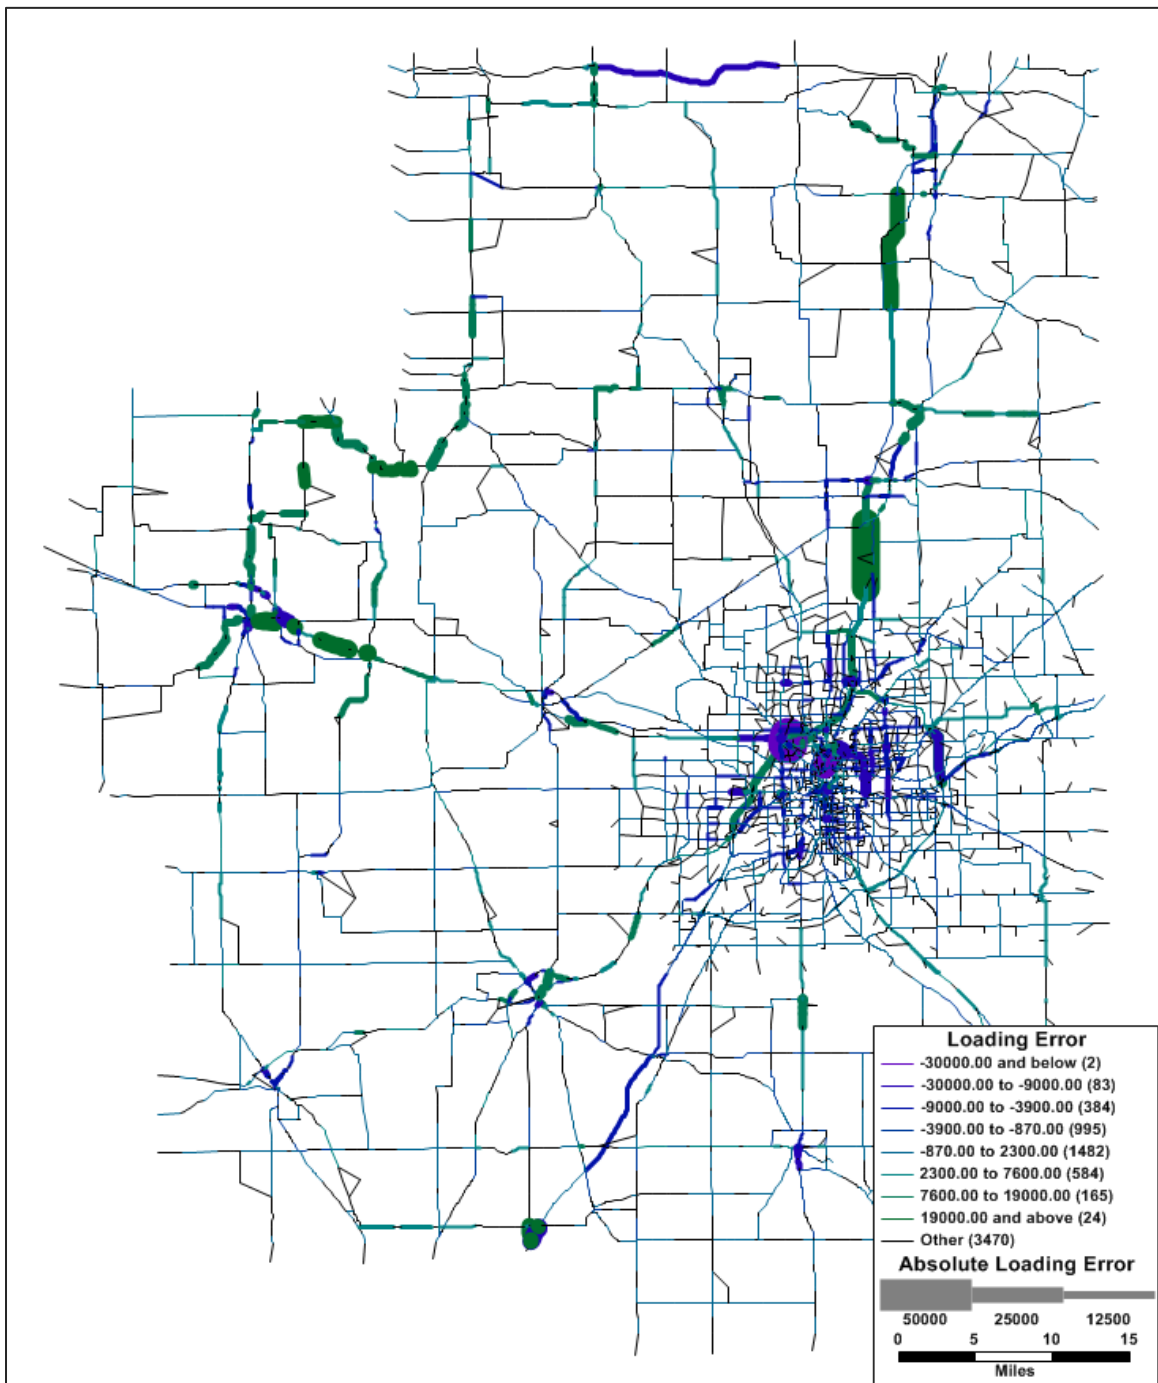 Loading Error
-30000.00 and below (2)
-30000.00 to -9000.00 (83)
-9000.00 to -3900.00 (384)
-3900.00 to -870.00 (995)
-870.00 to 2300.00 (1482)
2300.00 to 7600.00 (584)
7600.00 to 19000.00 (165)
19000.00 and above (24)
Other (3470)
Absolute Loading Error
50000 25000 12500
0 5 10 15
Miles